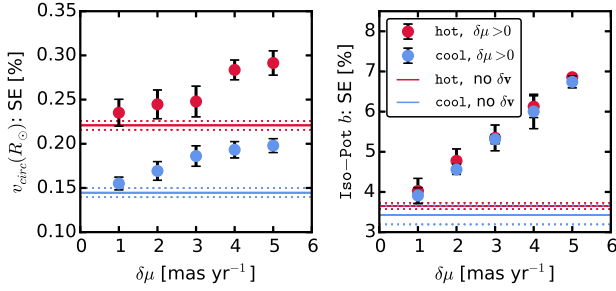 0.35
0.30
0.25
0.20
0.15
0.10
v_circ(R_⊙): SE [%]
0 1 2 3 4 5 6
δμ [mas yr⁻¹]
8
7
6
5
4
3
Iso−Pot b: SE [%]
hot, δμ>0
cool, δμ>0
hot, no δv
cool, no δv
0 1 2 3 4 5 6
δμ [mas yr⁻¹]